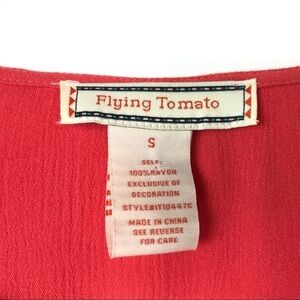 Flying Tomato
S
SELF:
100%RAYON
EXCLUSIVE OF
DECORATION
STYLE#IT10447C
MADE IN CHINA
SEE REVERSE
FOR CARE